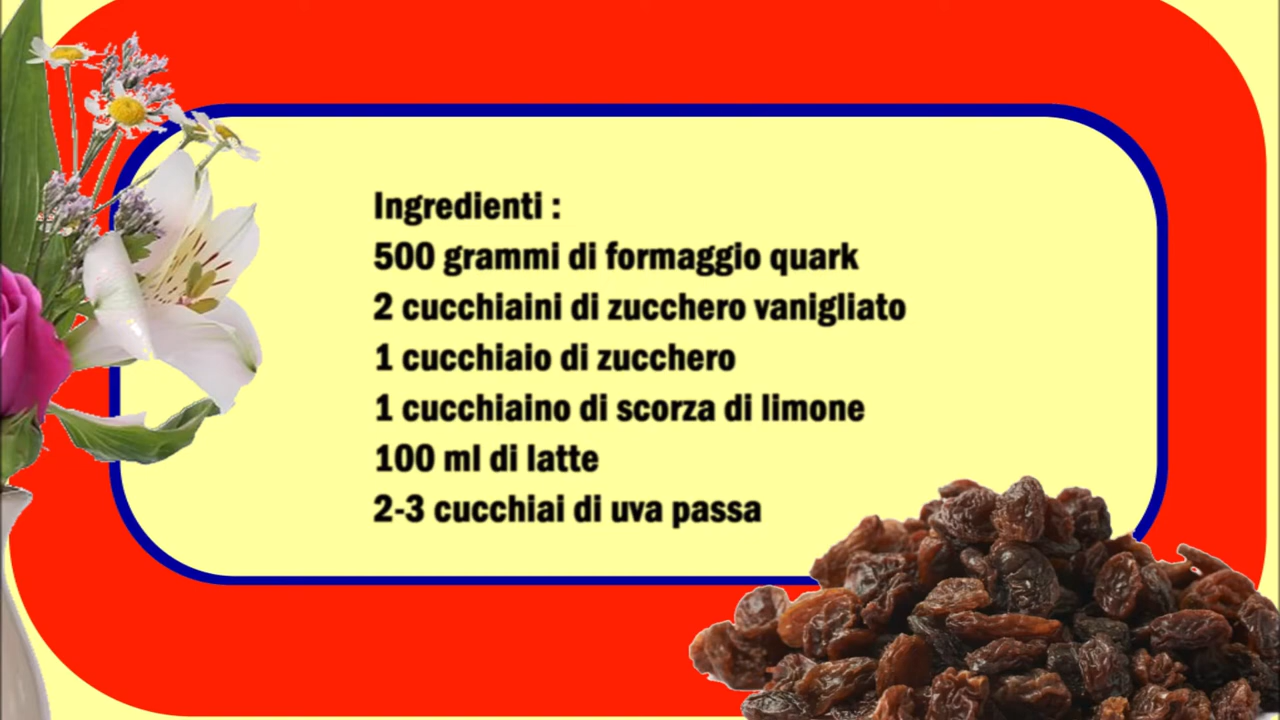 Ingredienti :
500 grammi di formaggio quark
2 cucchiaini di zucchero vanigliato
1 cucchiaio di zucchero
1 cucchiaino di scorza di limone
100 ml di latte
2-3 cucchiai di uva passa